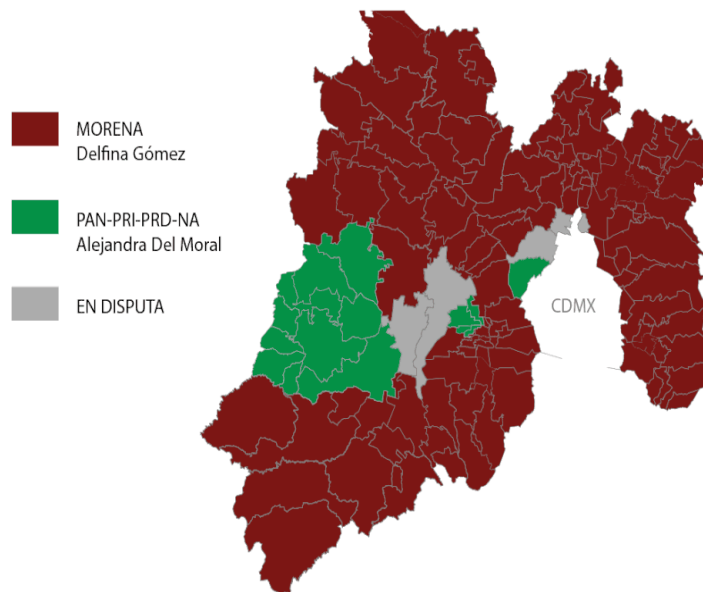 MORENA
Delfina Gómez
PAN-PRI-PRD-NA
Alejandra Del Moral
EN DISPUTA
CDMX